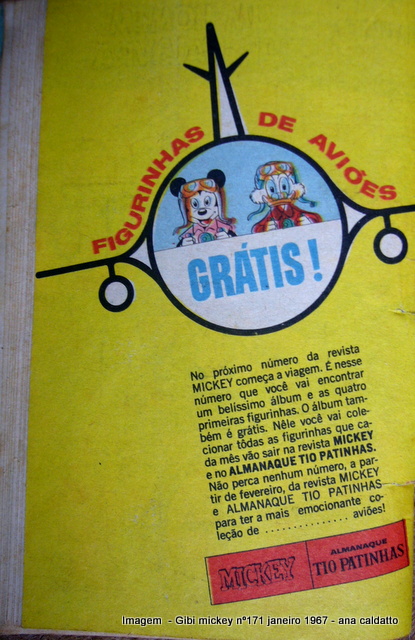 FIGURINHAS DE AVIÕES
GRÁTIS!
No próximo número da revista
MICKEY começa a viagem. É nesse
número que você vai encontrar
um belíssimo álbum e as quatro
primeiras figurinhas. O álbum tam-
bém é grátis. Nêle você vai cole-
cionar tôdas as figurinhas que ca-
da mês vão sair na revista MICKEY
e no ALMANAQUE TIO PATINHAS.
Não perca nenhum número, a par-
tir de fevereiro, da revista MICKEY
e ALMANAQUE TIO PATINHAS
para ter a mais emocionante co-
leção de ............... aviões!
MICKEY
ALMANAQUE
TIO PATINHAS
Imagem - Gibi mickey nº171 janeiro 1967 - ana caldatto